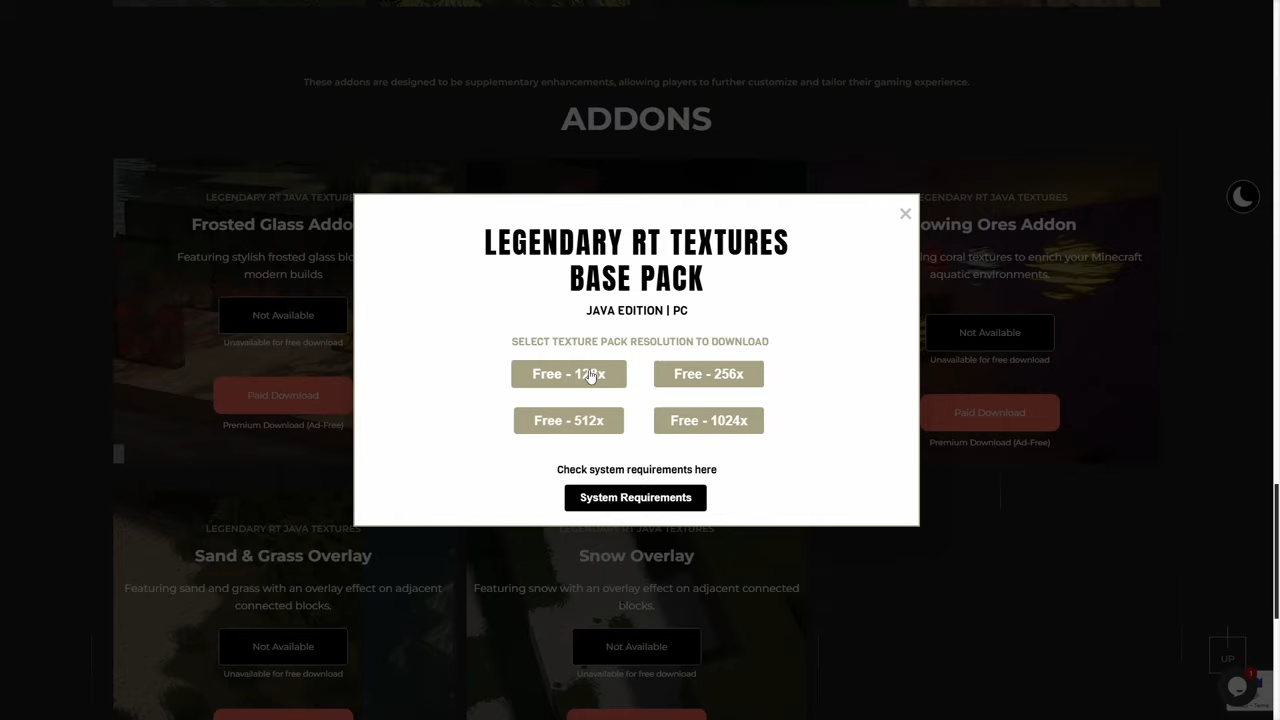 These addons are designed to be supplementary enhancements, allowing players to further customize and tailor their gaming experience.
ADDONS
LEGENDARY RT JAVA TEXTURE
Frosted Glass Addo
Featuring stylish frosted glass blo
modern builds
Not Available
Unavailable for free download
Paid Download
Premium Download (Ad-Free)
×
LEGENDARY RT TEXTURES
BASE PACK
JAVA EDITION | PC
SELECT TEXTURE PACK RESOLUTION TO DOWNLOAD
Free - 128x
Free - 256x
Free - 512x
Free - 1024x
Check system requirements here
System Requirements
EGENDARY RT JAVA TEXTURES
owing Ores Addon
ing coral textures to enrich your Minecraft
aquatic environments.
Not Available
Unavailable for free download
Paid Download
Premium Download (Ad-Free)
LEGENDARY RT JAVA TEXTURES
Sand & Grass Overlay
Featuring sand and grass with an overlay effect on adjacent
connected blocks.
Not Available
Unavailable for free download
LEGENDARY RT JAVA TEXTURES
Snow Overlay
Featuring snow with an overlay effect on adjacent connected
blocks.
Not Available
Unavailable for free download
UP
1